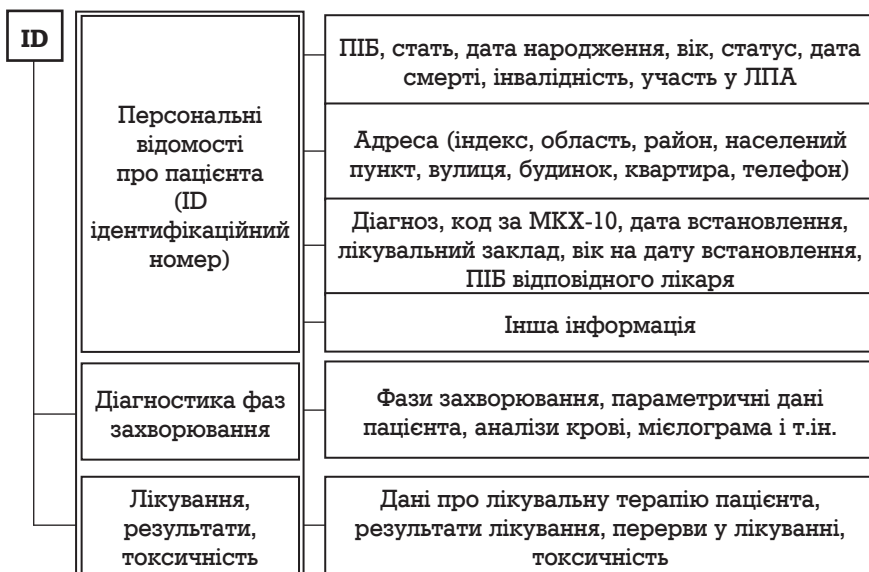 ID
Персональні
відомості
про пацієнта
(ID
ідентифікаційний
номер)
ПІБ, стать, дата народження, вік, статус, дата
смерті, інвалідність, участь у ЛПА
Адреса (індекс, область, район, населений
пункт, вулиця, будинок, квартира, телефон)
Діагноз, код за МКХ-10, дата встановлення,
лікувальний заклад, вік на дату встановлення,
ПІБ відповідного лікаря
Інша інформація
Діагностика фаз
захворювання
Фази захворювання, параметричні дані
пацієнта, аналізи крові, мієлограма і т.ін.
Лікування,
результати,
токсичність
Дані про лікувальну терапію пацієнта,
результати лікування, перерви у лікуванні,
токсичність